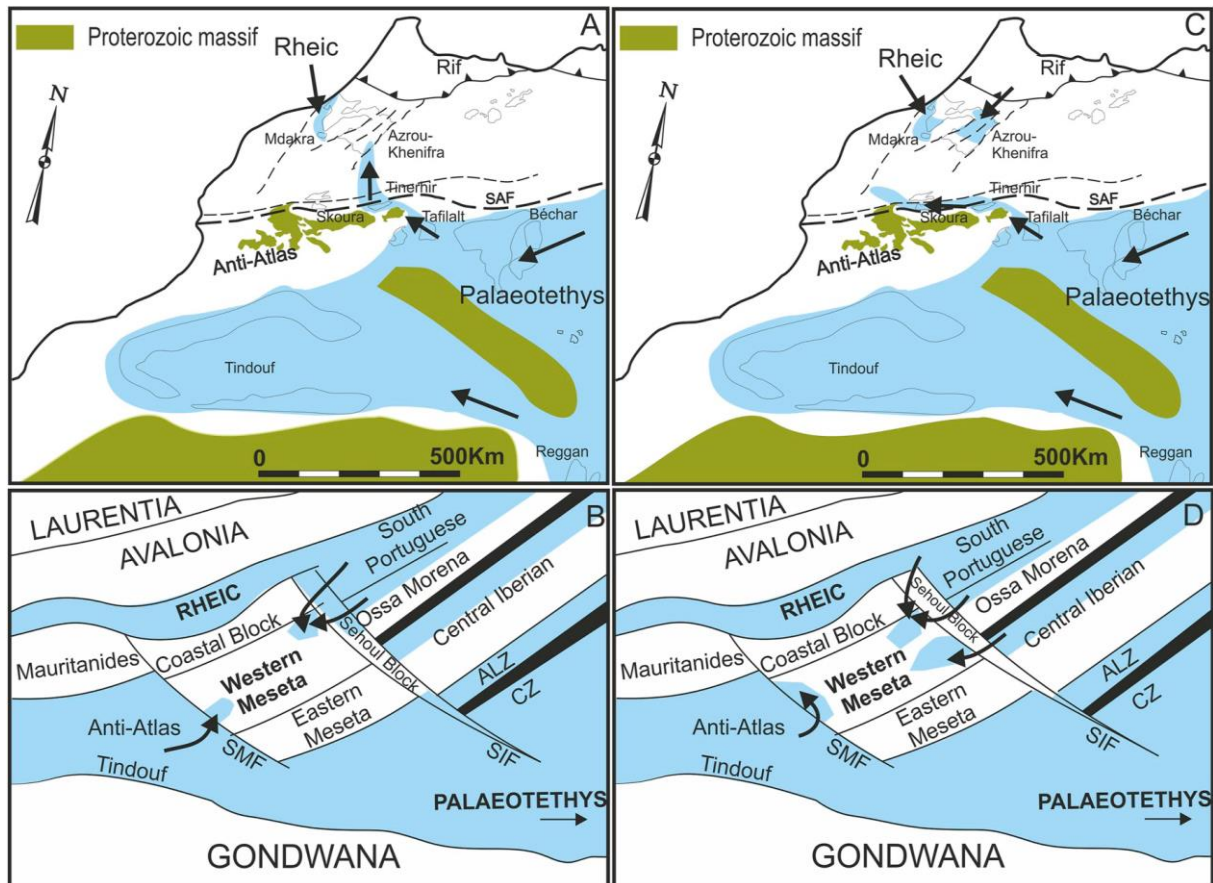 A
Proterozoic massif
Rheic
Rif
N
Mdakra
Azrou-
Khenifra
Tinerhir
SAF
Skoura
Tafilalt
Béchar
Anti-Atlas
Palaeotethys
Tindouf
Reggan
0
500Km
C
Proterozoic massif
Rheic
Rif
N
Mdakra
Azrou-
Khenifra
Tinerhir
SAF
Skoura
Tafilalt
Béchar
Anti-Atlas
Palaeotethys
Tindouf
Reggan
0
500Km
B
LAURENTIA
AVALONIA
South
Portuguese
RHEIC
Ossa Morena
Central Iberian
Sehoul Block
Coastal Block
Mauritanides
Western
Meseta
ALZ
CZ
Eastern
Meseta
Anti-Atlas
SMF
SIF
Tindouf
PALAEOTETHYS
GONDWANA
D
LAURENTIA
AVALONIA
South
Portuguese
RHEIC
Ossa Morena
Central Iberian
Sehoul Block
Coastal Block
Mauritanides
Western
Meseta
ALZ
CZ
Eastern
Meseta
Anti-Atlas
SMF
SIF
Tindouf
PALAEOTETHYS
GONDWANA